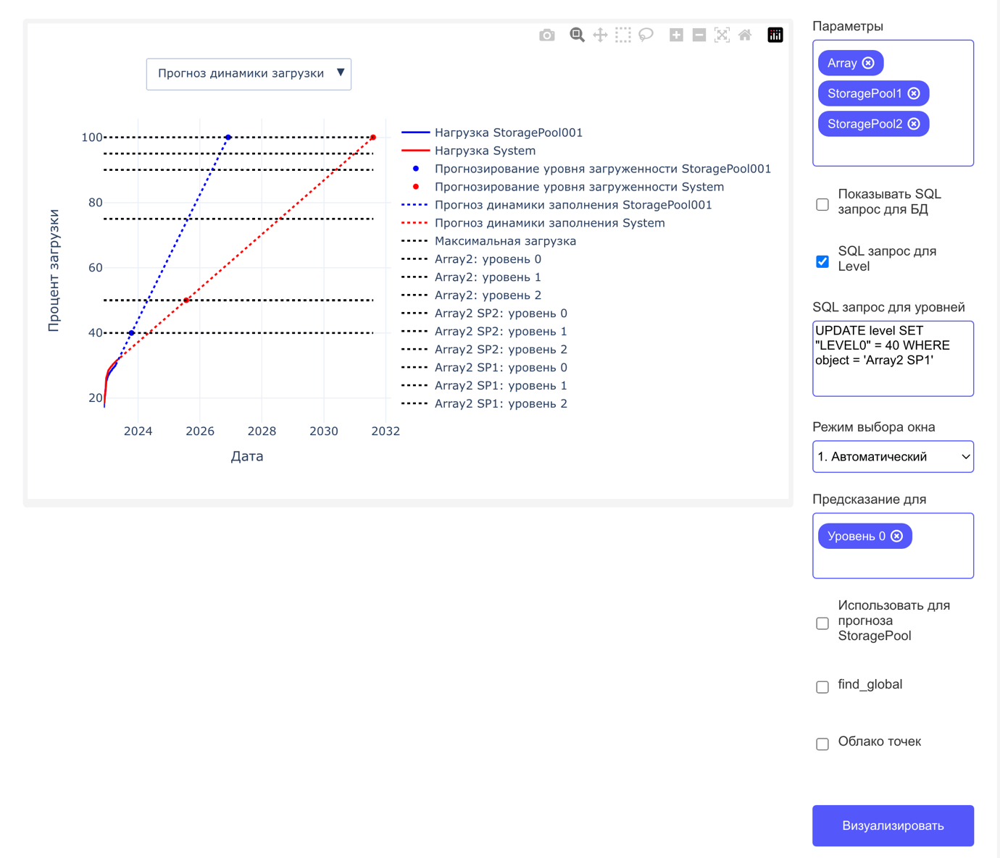 Прогноз динамики загрузки ▼
100
80
60
40
20
Процент загрузки
2024
2026
2028
2030
2032
Дата
Нагрузка StoragePool001
Нагрузка System
Прогнозирование уровня загруженности StoragePool001
Прогнозирование уровня загруженности System
Прогноз динамики заполнения StoragePool001
Прогноз динамики заполнения System
Максимальная загрузка
Array2: уровень 0
Array2: уровень 1
Array2: уровень 2
Array2 SP2: уровень 0
Array2 SP2: уровень 1
Array2 SP2: уровень 2
Array2 SP1: уровень 0
Array2 SP1: уровень 1
Array2 SP1: уровень 2
Параметры
Array
StoragePool1
StoragePool2
Показывать SQL
запрос для БД
SQL запрос для
Level
SQL запрос для уровней
UPDATE level SET
"LEVEL0" = 40 WHERE
object = 'Array2 SP1'
Режим выбора окна
1. Автоматический
Предсказание для
Уровень 0
Использовать для
прогноза
StoragePool
find_global
Облако точек
Визуализировать